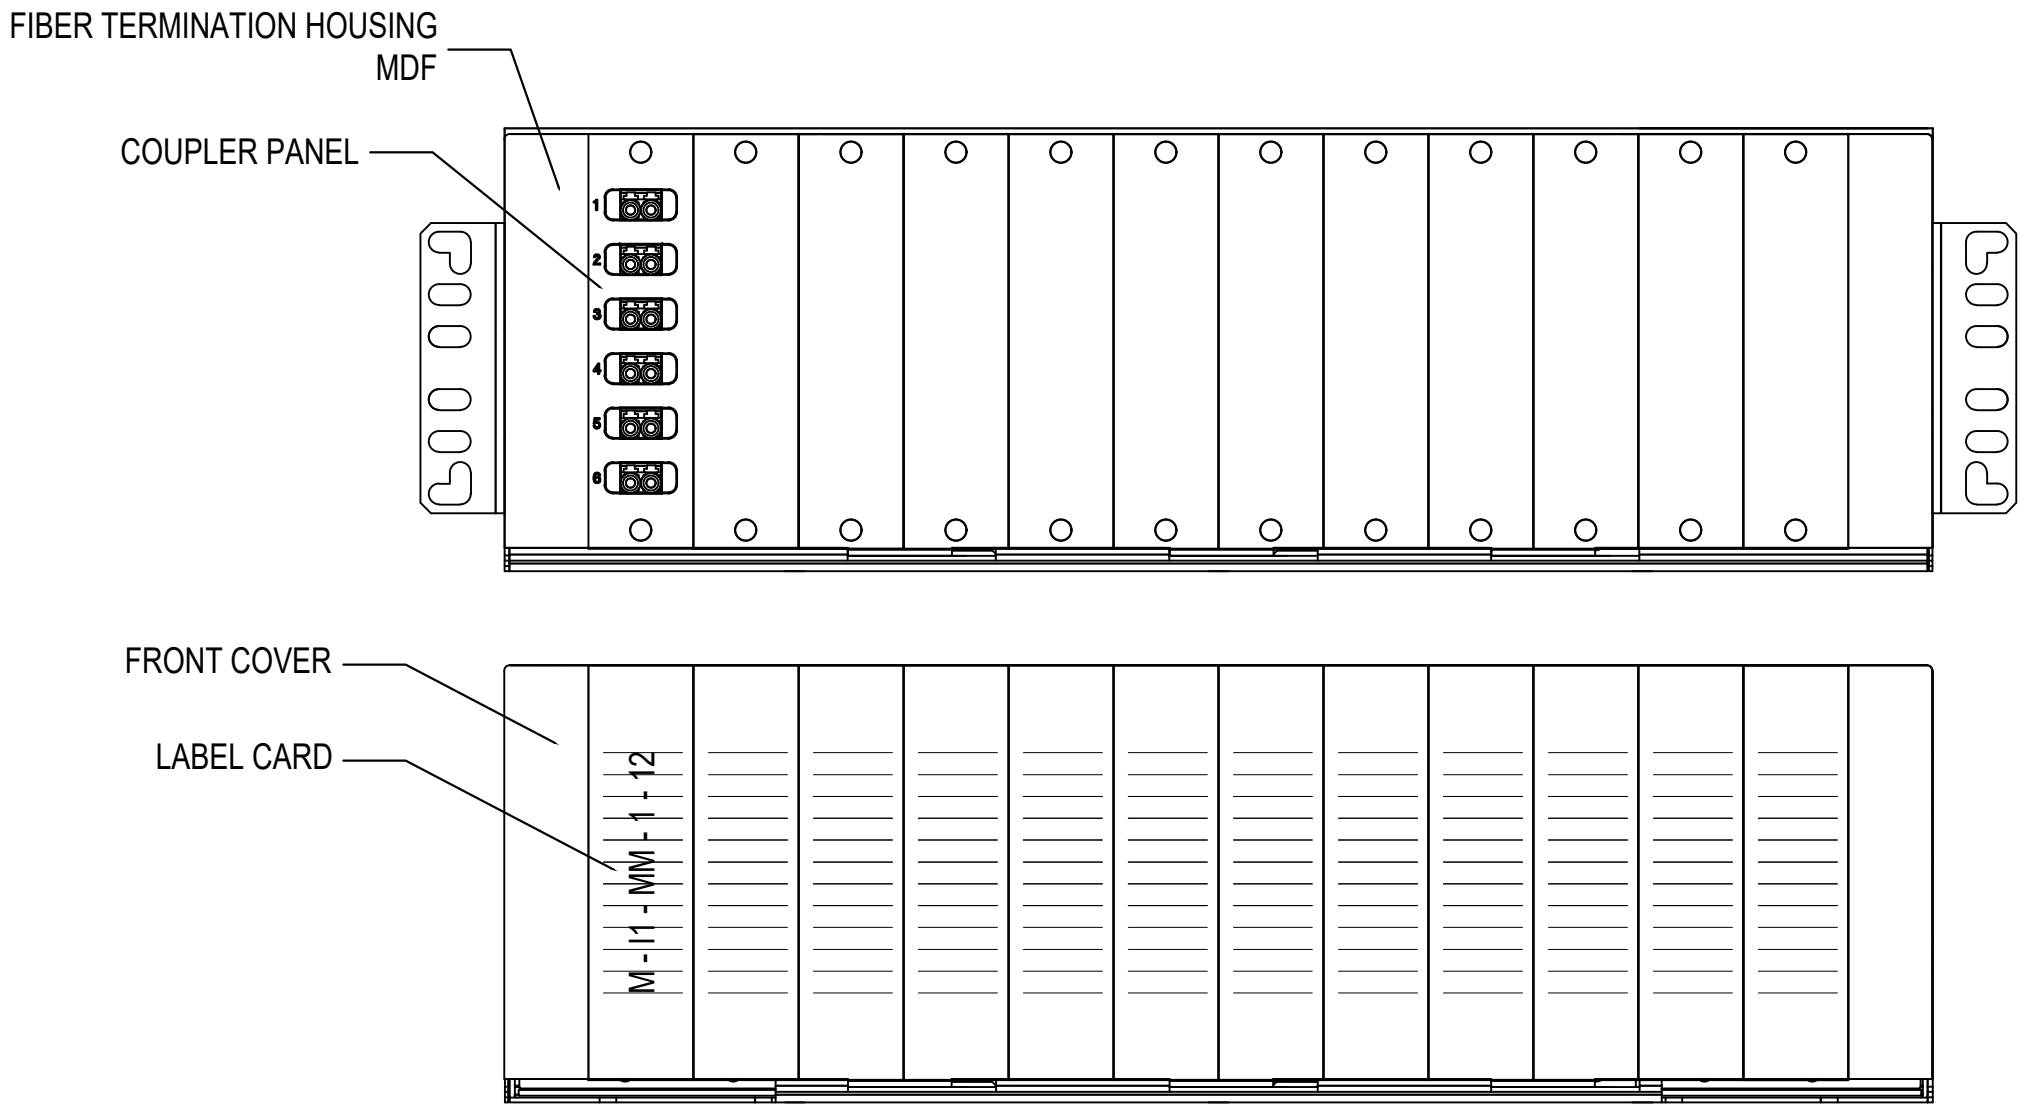 FIBER TERMINATION HOUSING
MDF
COUPLER PANEL
1
2
3
4
5
6
FRONT COVER
LABEL CARD
M - I1 - MM - 1 - 12